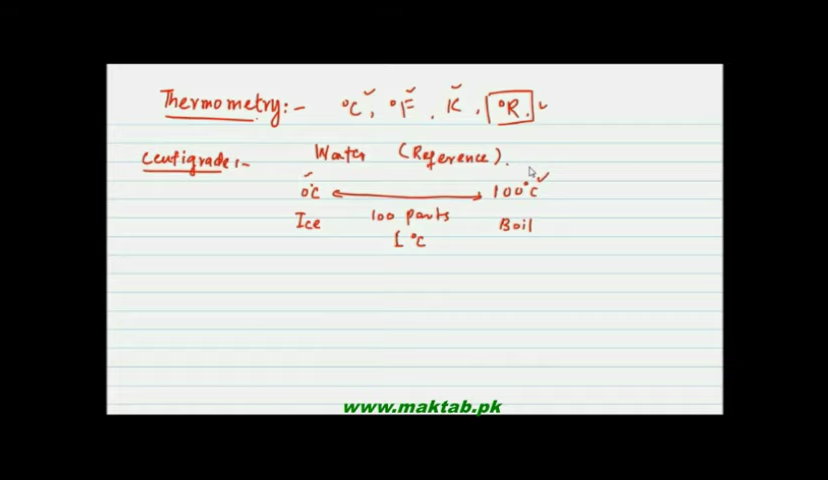 Thermometry:- °C, °F, K, °R.
Centigrade:- Water (Reference).
0°C 100°C
Ice 100 parts Boil
1 °C
www.maktab.pk